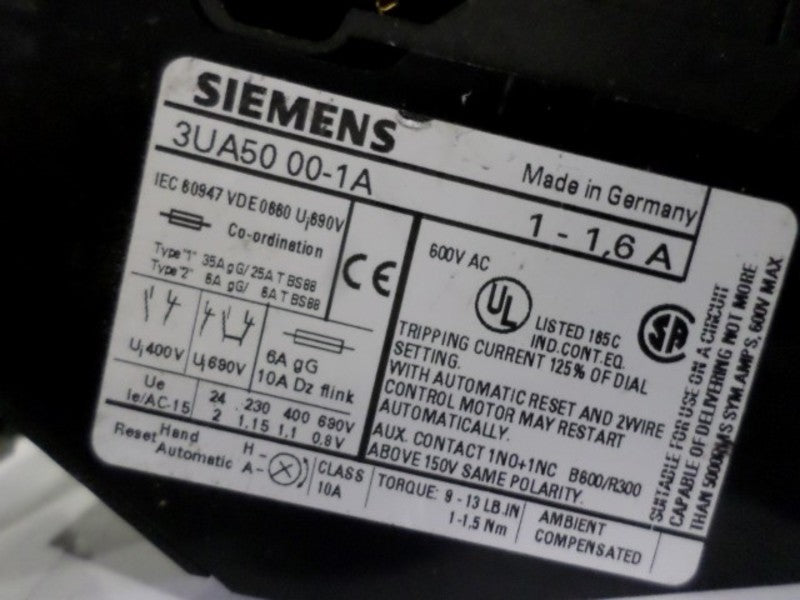 SIEMENS
3UA50 00-1A
Made in Germany
1 - 1,6 A
IEC 60947 VDE 0660 Ui 690V
Co-ordination
Type "1" 35A gG/ 25A T BS88
Type "2" 6A gG/ 6A T BS88
CE
Ui 400V
Ui 690V
6A gG
10A Dz flink
Ue 24 230 400 690V
Ie/AC-15 2 1.15 1.1 0.8V
600V AC
UL
LISTED 185C
IND.CONT.EQ.
SA
TRIPPING CURRENT 125% OF DIAL
SETTING.
WITH AUTOMATIC RESET AND 2WIRE
CONTROL MOTOR MAY RESTART
AUTOMATICALLY.
AUX. CONTACT 1NO+1NC B600/R300
ABOVE 150V SAME POLARITY.
SUITABLE FOR USE ON A CIRCUIT
CAPABLE OF DELIVERING NOT MORE
THAN 5000RMS SYM.AMPS, 600V MAX
Reset Hand H-
Automatic A-
CLASS
10A
TORQUE: 9 - 13 LB.IN
1-1,5 Nm
AMBIENT
COMPENSATED